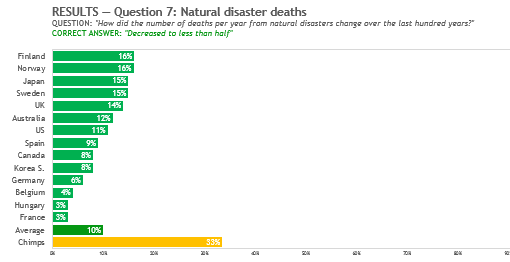 RESULTS — Question 7: Natural disaster deaths
QUESTION: "How did the number of deaths per year from natural disasters change over the last hundred years?"
CORRECT ANSWER: "Decreased to less than half"
Finland 16%
Norway 16%
Japan 15%
Sweden 15%
UK 14%
Australia 12%
US 11%
Spain 9%
Canada 8%
Korea S. 8%
Germany 6%
Belgium 4%
Hungary 3%
France 3%
Average 10%
Chimps 33%
0% 10% 20% 30% 40% 50% 60% 70% 80%